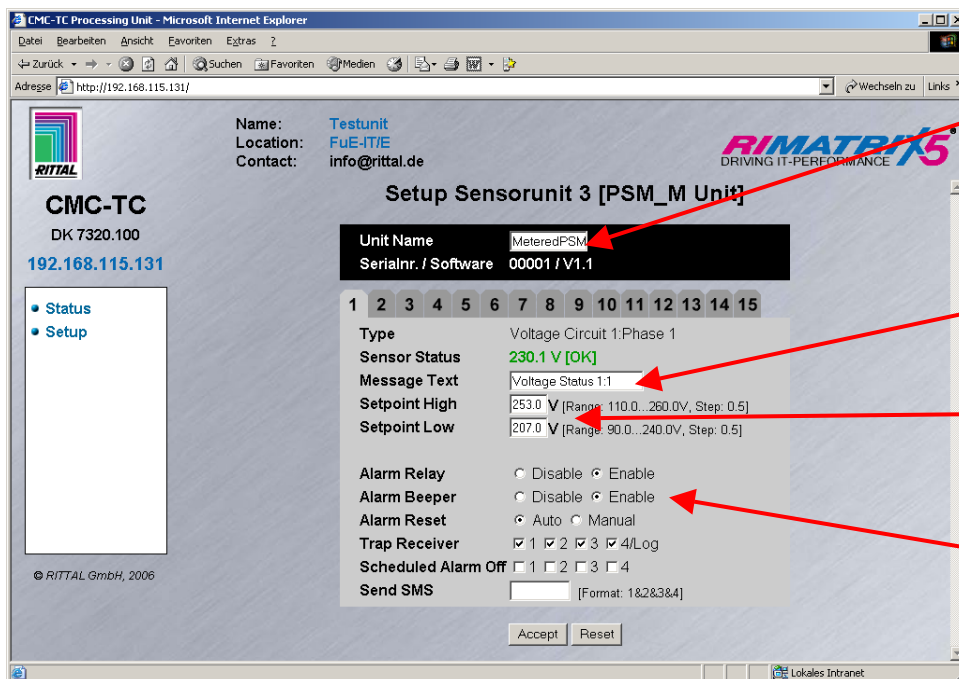 CMC-TC Processing Unit - Microsoft Internet Explorer
Datei Bearbeiten Ansicht Favoriten Extras ?
Zurück Suchen Favoriten Medien
Adresse http://192.168.115.131/ Wechseln zu Links
RITTAL
Name: Testunit
Location: FuE-IT/E
Contact: info@rittal.de
RIMATRIX5
DRIVING IT-PERFORMANCE
CMC-TC
DK 7320.100
192.168.115.131
Status
Setup
© RITTAL GmbH, 2006
Setup Sensorunit 3 [PSM_M Unit]
Unit Name MeteredPSM
Serialnr. / Software 00001 / V1.1
1 2 3 4 5 6 7 8 9 10 11 12 13 14 15
Type Voltage Circuit 1:Phase 1
Sensor Status 230.1 V [OK]
Message Text Voltage Status 1:1
Setpoint High 253.0 V [Range: 110.0...260.0V, Step: 0.5]
Setpoint Low 207.0 V [Range: 90.0...240.0V, Step: 0.5]
Alarm Relay Disable Enable
Alarm Beeper Disable Enable
Alarm Reset Auto Manual
Trap Receiver 1 2 3 4/Log
Scheduled Alarm Off 1 2 3 4
Send SMS [Format: 1&2&3&4]
Accept Reset
Lokales Intranet